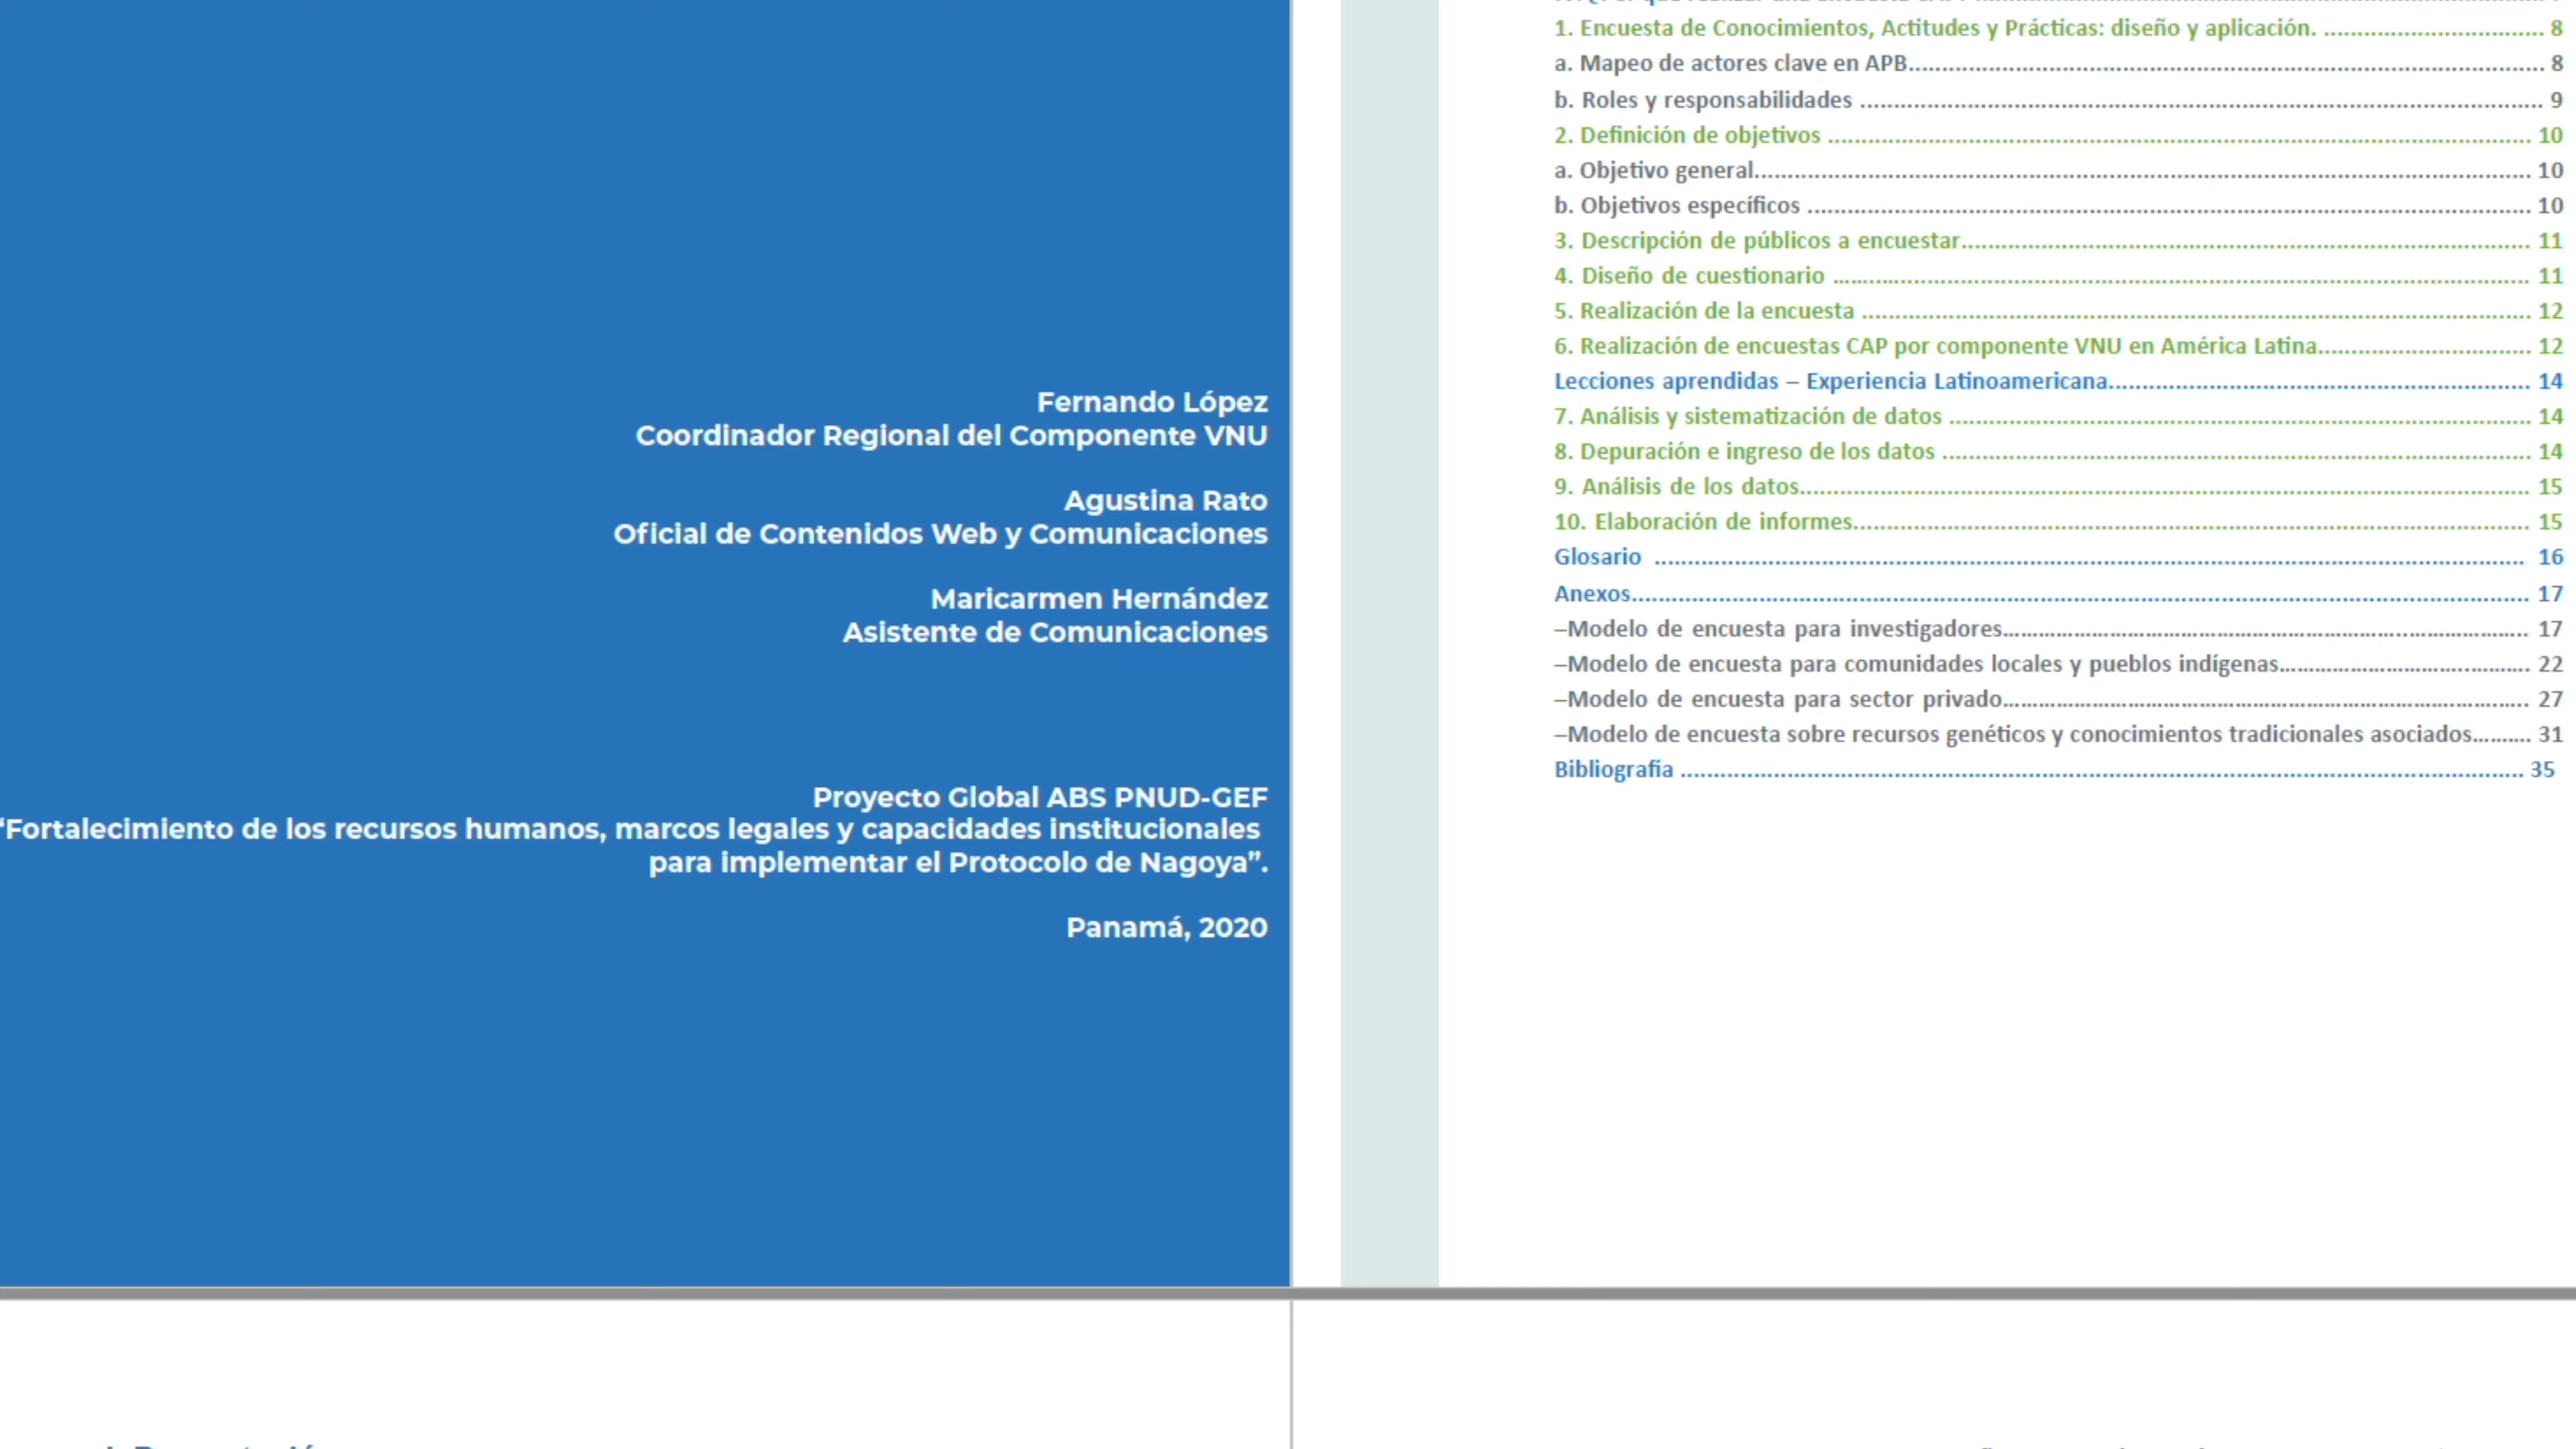 Fernando López
Coordinador Regional del Componente VNU
Agustina Rato
Oficial de Contenidos Web y Comunicaciones
Maricarmen Hernández
Asistente de Comunicaciones
Proyecto Global ABS PNUD-GEF
“Fortalecimiento de los recursos humanos, marcos legales y capacidades institucionales
para implementar el Protocolo de Nagoya”.
Panamá, 2020
1. Encuesta de Conocimientos, Actitudes y Prácticas: diseño y aplicación. ................................. 8
a. Mapeo de actores clave en APB............................................................................................... 8
b. Roles y responsabilidades ...................................................................................................... 9
2. Definición de objetivos ......................................................................................................... 10
a. Objetivo general.................................................................................................................... 10
b. Objetivos específicos ............................................................................................................ 10
3. Descripción de públicos a encuestar..................................................................................... 11
4. Diseño de cuestionario ........................................................................................................ 11
5. Realización de la encuesta .................................................................................................... 12
6. Realización de encuestas CAP por componente VNU en América Latina................................ 12
Lecciones aprendidas – Experiencia Latinoamericana............................................................... 14
7. Análisis y sistematización de datos ....................................................................................... 14
8. Depuración e ingreso de los datos ........................................................................................ 14
9. Análisis de los datos............................................................................................................. 15
10. Elaboración de informes..................................................................................................... 15
Glosario .................................................................................................................................. 16
Anexos...................................................................................................................................... 17
–Modelo de encuesta para investigadores............................................................................... 17
–Modelo de encuesta para comunidades locales y pueblos indígenas...................................... 22
–Modelo de encuesta para sector privado............................................................................... 27
–Modelo de encuesta sobre recursos genéticos y conocimientos tradicionales asociados......... 31
Bibliografía .............................................................................................................................. 35